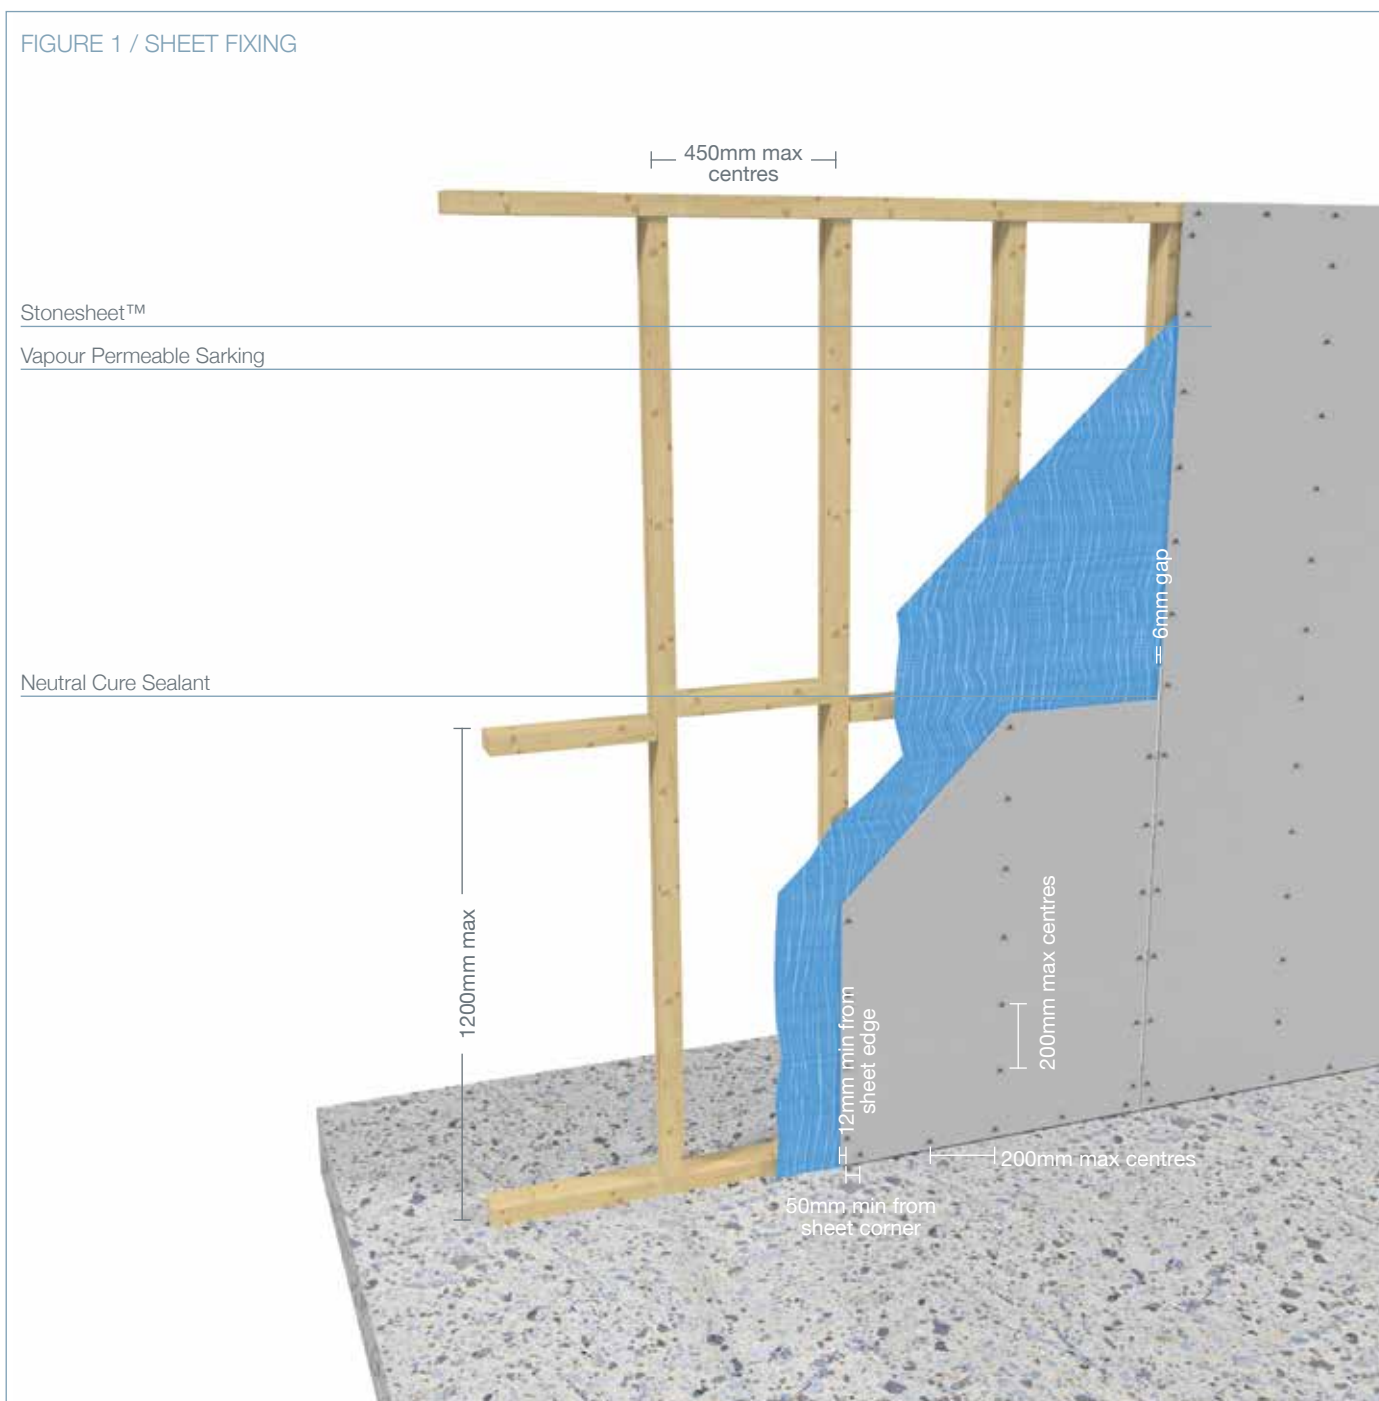 FIGURE 1 / SHEET FIXING
450mm max
centres
Stonesheet™
Vapour Permeable Sarking
6mm gap
Neutral Cure Sealant
1200mm max
200mm max centres
12mm min from
sheet edge
200mm max centres
50mm min from
sheet corner